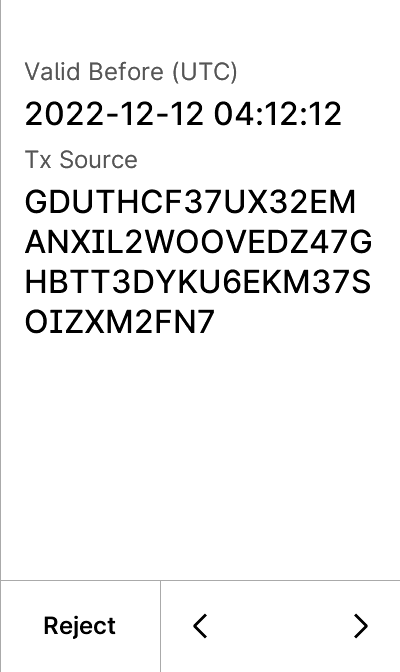 Valid Before (UTC)
2022-12-12 04:12:12
Tx Source
GDUTHCF37UX32EM
ANXIL2WOOVEDZ47G
HBTT3DYKU6EKM37S
OIZXM2FN7
Reject